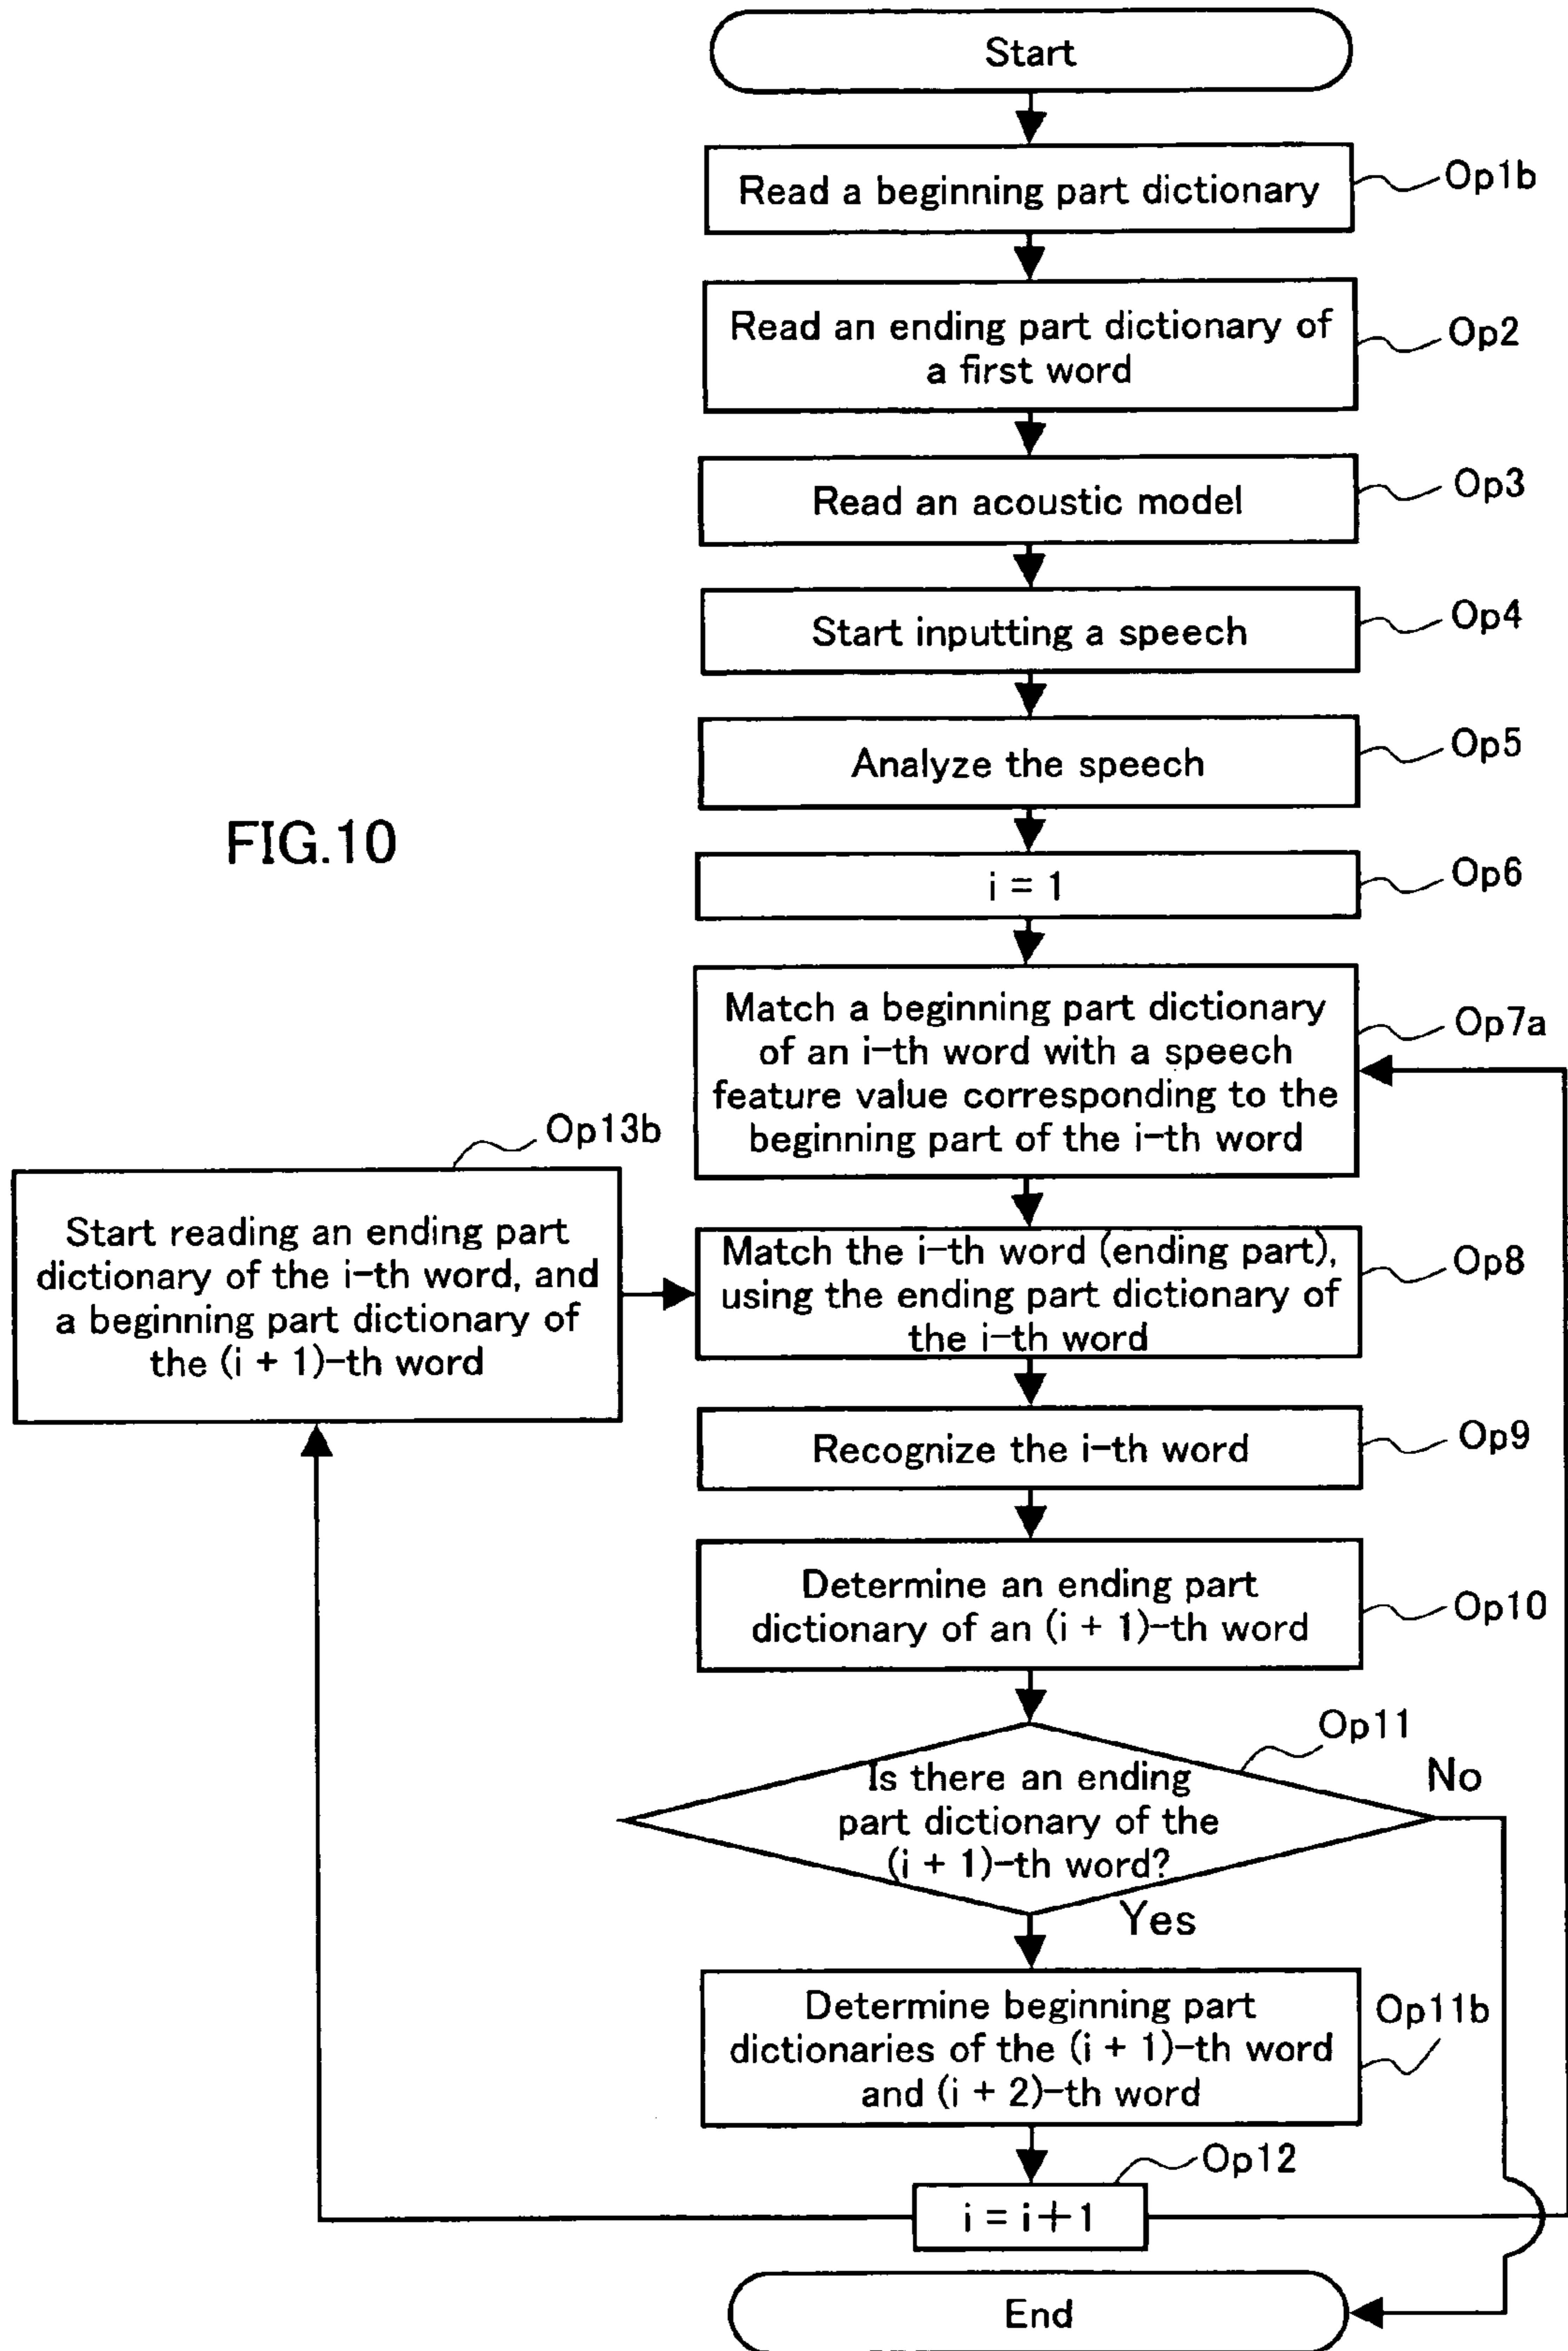 Start
Read a beginning part dictionary
Op1b
Read an ending part dictionary of
a first word
Op2
Read an acoustic model
Op3
Start inputting a speech
Op4
Analyze the speech
Op5
FIG.10
i = 1
Op6
Match a beginning part dictionary
of an i-th word with a speech
feature value corresponding to the
beginning part of the i-th word
Op7a
Op13b
Start reading an ending part
dictionary of the i-th word, and
a beginning part dictionary of
the (i + 1)-th word
Match the i-th word (ending part),
using the ending part dictionary of
the i-th word
Op8
Recognize the i-th word
Op9
Determine an ending part
dictionary of an (i + 1)-th word
Op10
Op11
Is there an ending
part dictionary of the
(i + 1)-th word?
No
Yes
Determine beginning part
dictionaries of the (i + 1)-th word
and (i + 2)-th word
Op11b
Op12
i = i + 1
End